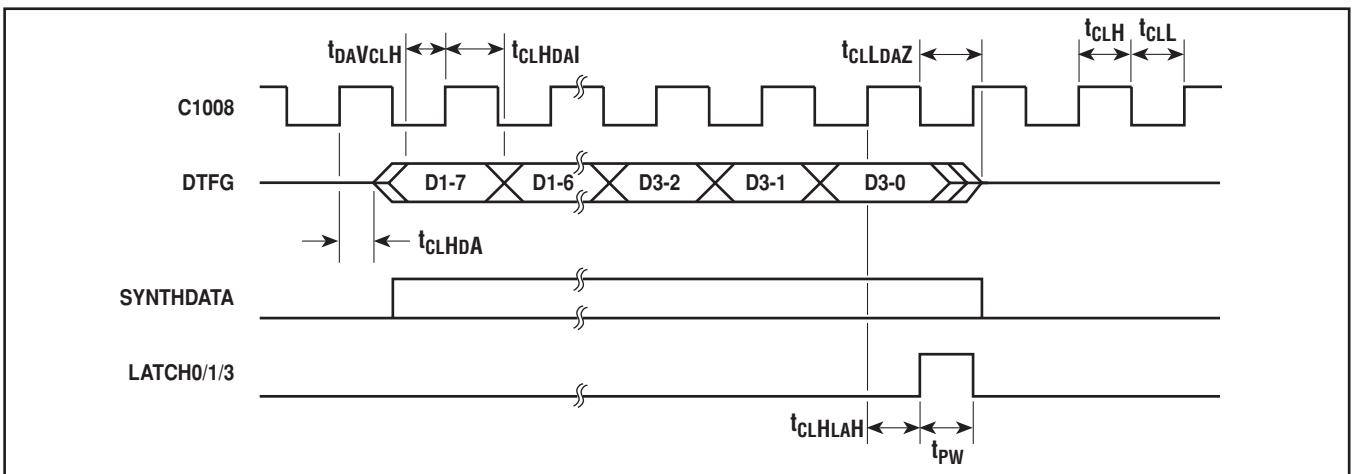 tDAVCLH
tCLHDAI
tCLLDAZ
tCLH
tCLL
C1008
DTFG
D1-7
D1-6
D3-2
D3-1
D3-0
tCLHDA
SYNTHDATA
LATCH0/1/3
tCLHLAH
tPW